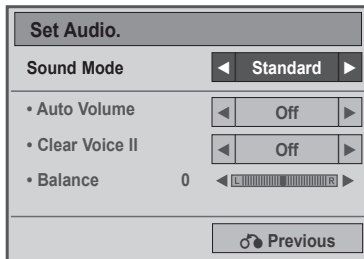 Set Audio.
Sound Mode ◄ Standard ►
• Auto Volume ◄ Off ►
• Clear Voice II ◄ Off ►
• Balance 0 ◄ L R ►
Previous